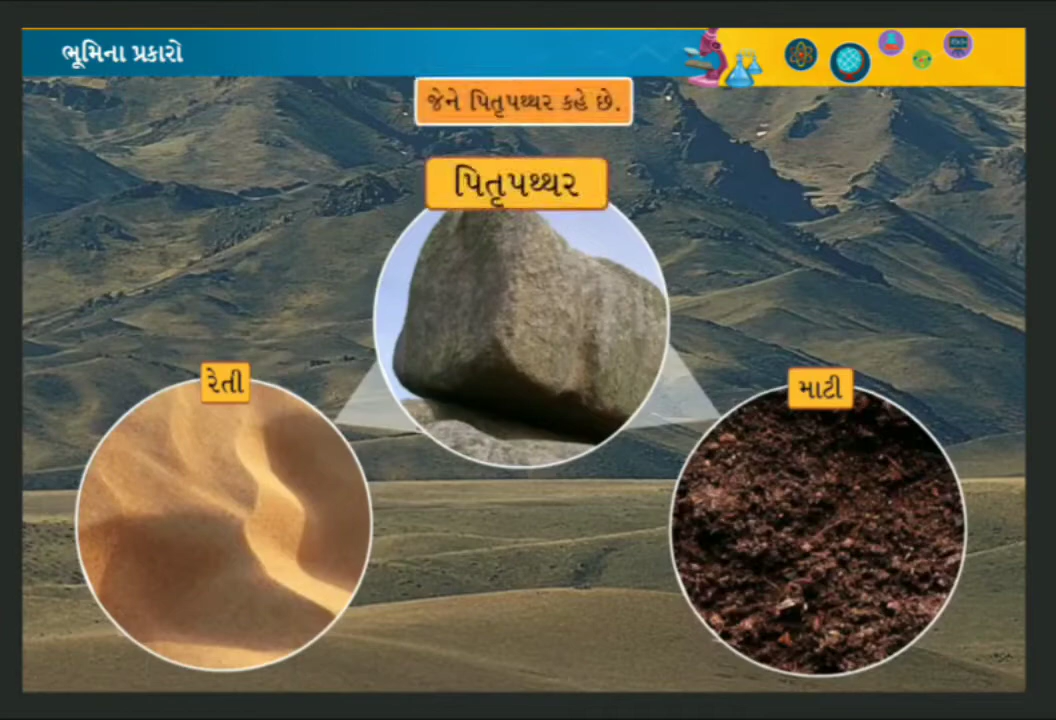 ભૂમિના પ્રકારો
જેને પિતૃપથ્થર કહે છે.
પિતૃપથ્થર
રેતી
માટી